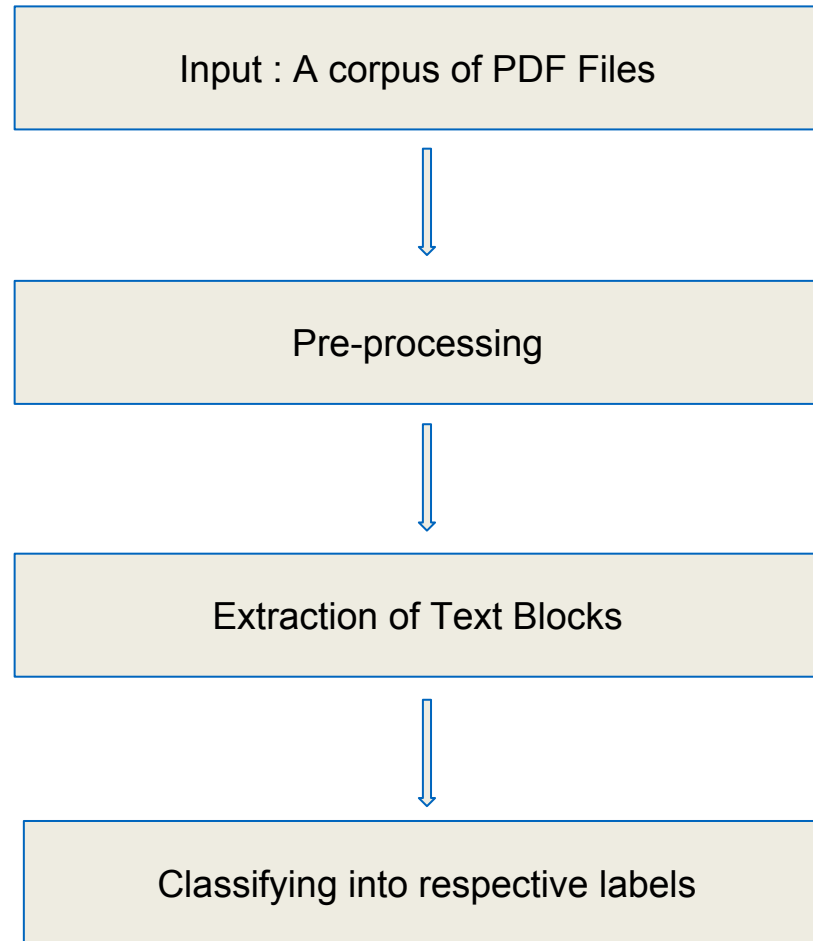 Input : A corpus of PDF Files
Pre-processing
Extraction of Text Blocks
Classifying into respective labels